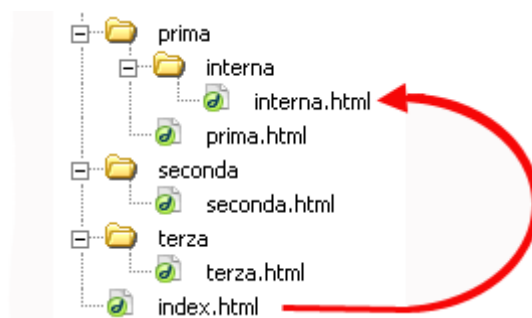 prima
interna
interna.html
prima.html
seconda
seconda.html
terza
terza.html
index.html